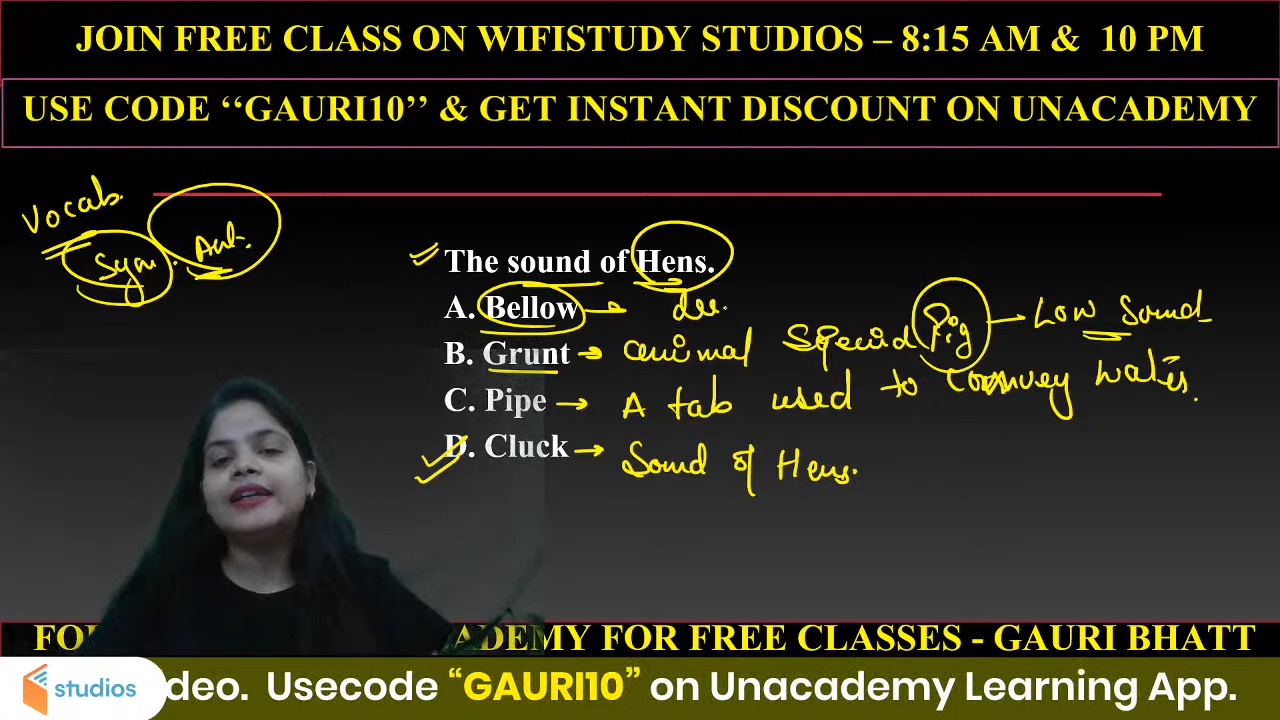 JOIN FREE CLASS ON WIFISTUDY STUDIOS – 8:15 AM & 10 PM
USE CODE ‘‘GAURI10’’ & GET INSTANT DISCOUNT ON UNACADEMY
Vocab.
Syn. Ant.
The sound of Hens.
A. Bellow →
B. Grunt → animal Pig → Low Sound
C. Pipe → A tab used to convey water.
D. Cluck → Sound of Hens.
ADEMY FOR FREE CLASSES - GAURI BHATT
studios deo. Usecode “GAURI10” on Unacademy Learning App.